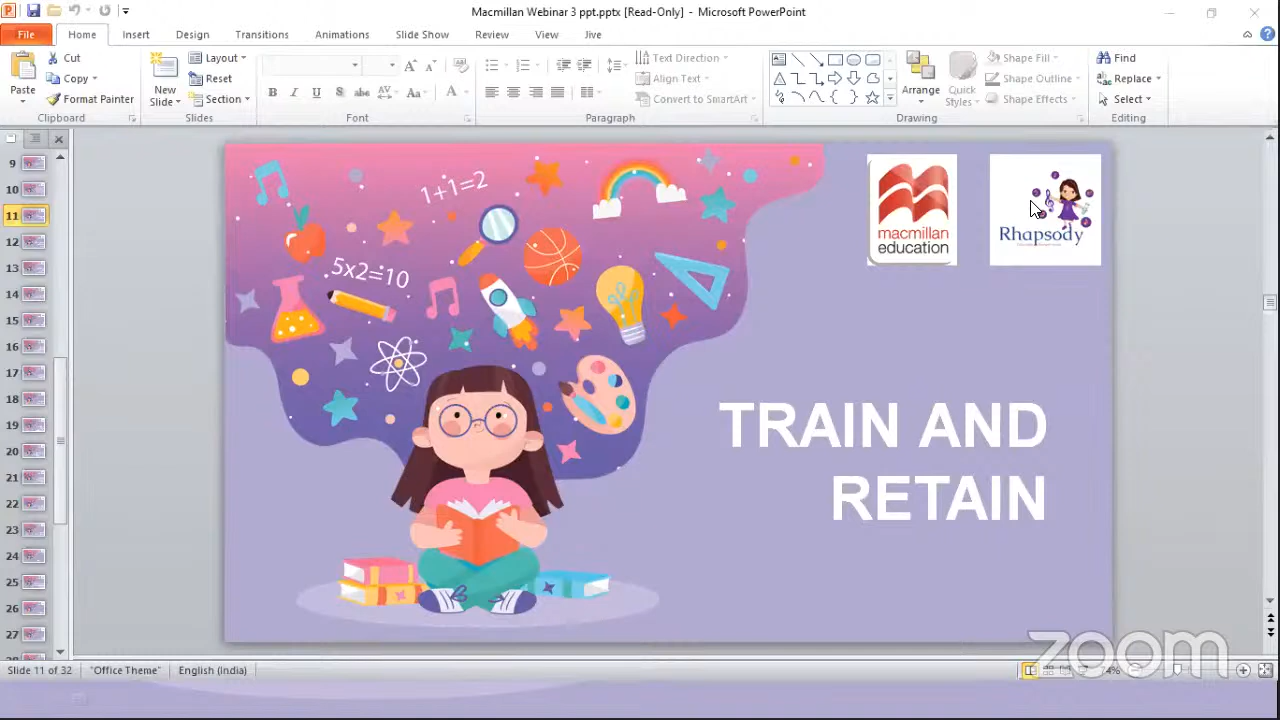 Macmillan Webinar 3 ppt.pptx [Read-Only] - Microsoft PowerPoint
File Home Insert Design Transitions Animations Slide Show Review View Jive
Cut Layout Text Direction Shape Fill Find
Copy Reset Align Text Shape Outline Replace
Paste Format Painter New Slide Section Convert to SmartArt Arrange Quick Styles Shape Effects Select
Clipboard Slides Font Paragraph Drawing Editing
9
10
11
12
13
14
15
16
17
18
19
20
21
22
23
24
25
26
27
1+1=2
5x2=10
macmillan
education
Rhapsody
TRAIN AND
RETAIN
zoom
Slide 11 of 32 "Office Theme" English (India)